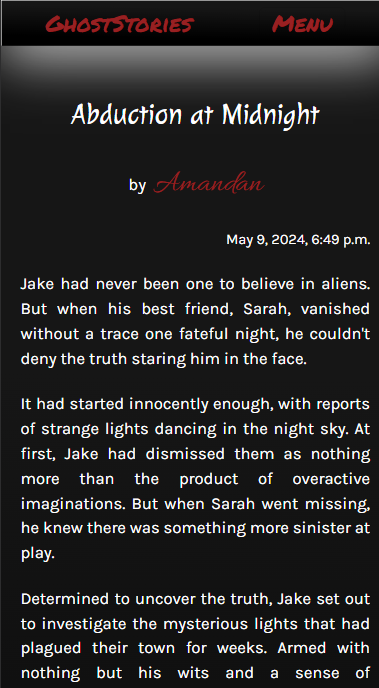 GhostStories Menu
Abduction at Midnight
by Amandan
May 9, 2024, 6:49 p.m.
Jake had never been one to believe in aliens.
But when his best friend, Sarah, vanished
without a trace one fateful night, he couldn't
deny the truth staring him in the face.
It had started innocently enough, with reports
of strange lights dancing in the night sky. At
first, Jake had dismissed them as nothing
more than the product of overactive
imaginations. But when Sarah went missing,
he knew there was something more sinister at
play.
Determined to uncover the truth, Jake set out
to investigate the mysterious lights that had
plagued their town for weeks. Armed with
nothing but his wits and a sense of